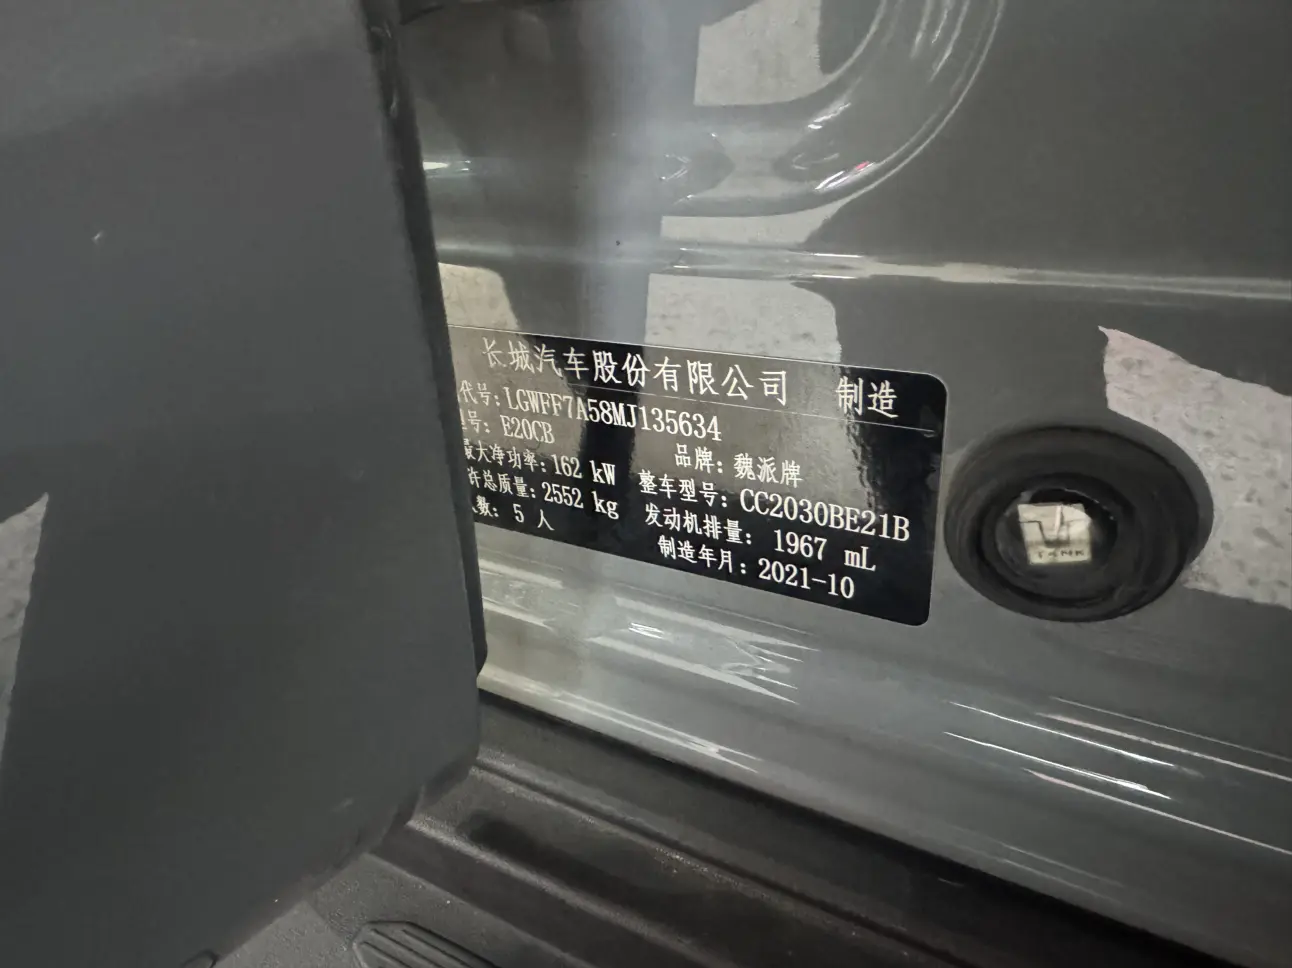 长城汽车股份有限公司 制造
代号: LGWFF7A58MJ135634
号: E20CB 品牌: 魏派牌
最大净功率: 162 kW 整车型号: CC2030BE21B
许总质量: 2552 kg 发动机排量: 1967 mL
人数: 5 人 制造年月: 2021-10
TANK